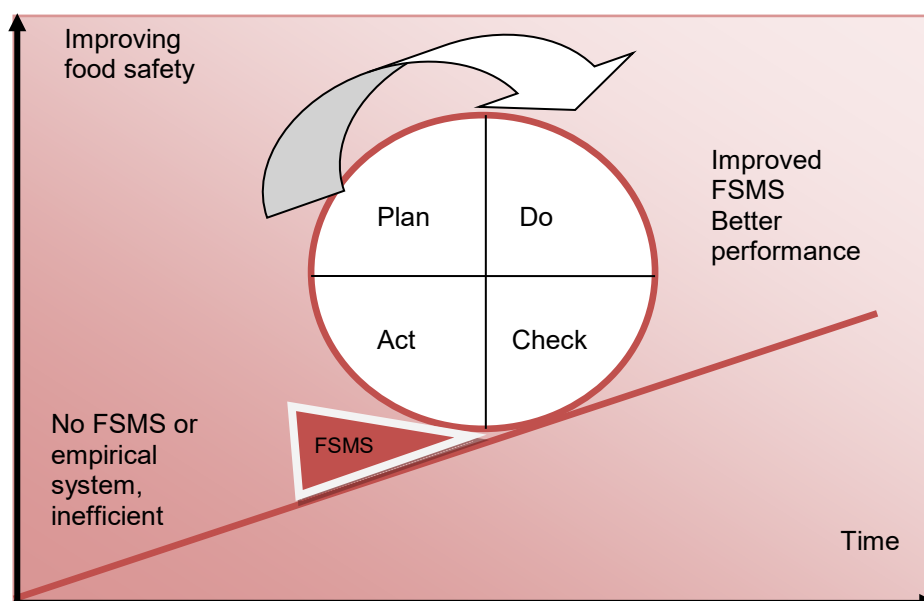 Improving
food safety
Plan
Do
Improved
FSMS
Better
performance
Act
Check
No FSMS or
empirical
system,
inefficient
FSMS
Time